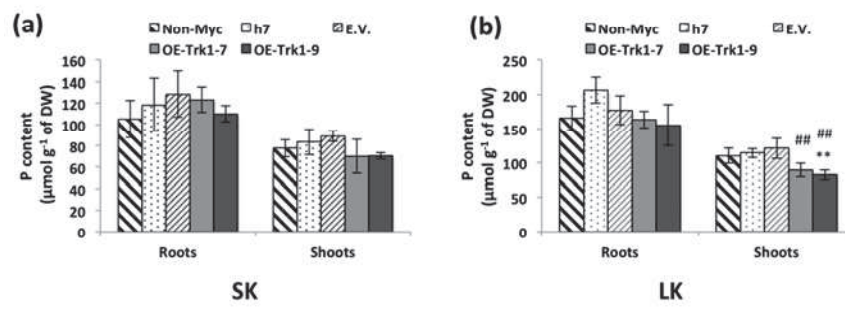 (a)
Non-Myc h7 E.V.
OE-Trk1-7 OE-Trk1-9
P content
(µmol g⁻¹ of DW)
160
140
120
100
80
60
40
20
0
Roots Shoots
SK
(b)
Non-Myc h7 E.V.
OE-Trk1-7 OE-Trk1-9
P content
(µmol g⁻¹ of DW)
250
200
150
100
50
0
##
##
**
Roots Shoots
LK